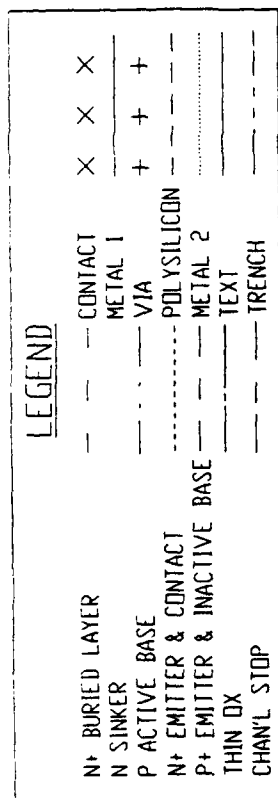 LEGEND
N+ BURIED LAYER CONTACT
N SINKER METAL 1
P ACTIVE BASE VIA
N+ EMITTER & CONTACT POLYSILICON
P+ EMITTER & INACTIVE BASE METAL 2
THIN OX TEXT
CHAN'L STOP TRENCH